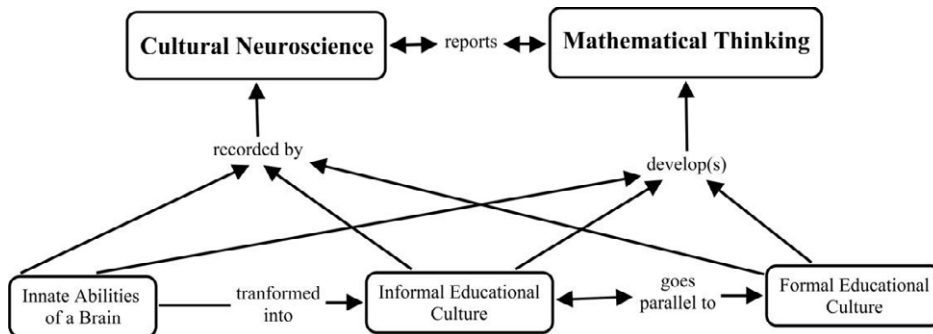 Cultural Neuroscience
reports
Mathematical Thinking
recorded by
develop(s)
Innate Abilities
of a Brain
tranformed
into
Informal Educational
Culture
goes
parallel to
Formal Educational
Culture